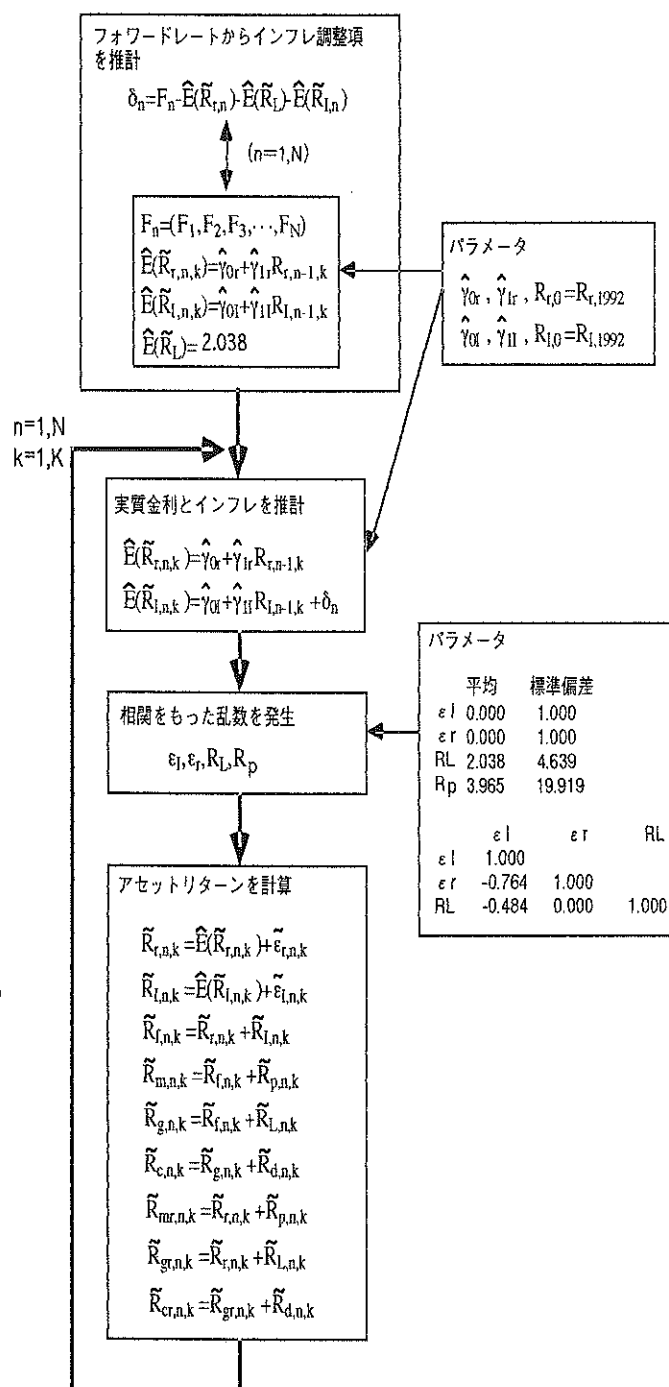 フォワードレートからインフレ調整項
を推計
δn=Fn-Ê(R̃r,n)-Ê(R̃L)-Ê(R̃I,n)
(n=1,N)
Fn=(F1,F2,F3,⋯,FN)
Ê(R̃r,n,k)=γ̂0r+γ̂1rRr,n-1,k
Ê(R̃I,n,k)=γ̂0I+γ̂1IRI,n-1,k
Ê(R̃L)=2.038
パラメータ
γ̂0r , γ̂1r , Rr,0=Rr,1992
γ̂0I , γ̂1I , RI,0=RI,1992
n=1,N
k=1,K
実質金利とインフレを推計
Ê(R̃r,n,k)=γ̂0r+γ̂1rRr,n-1,k
Ê(R̃I,n,k)=γ̂0I+γ̂1IRI,n-1,k+δn
相関をもった乱数を発生
εI,εr,RL,Rp
パラメータ
平均 標準偏差
εI 0.000 1.000
εr 0.000 1.000
RL 2.038 4.639
Rp 3.965 19.919
εI εr RL
εI 1.000
εr -0.764 1.000
RL -0.484 0.000 1.000
アセットリターンを計算
R̃r,n,k=Ê(R̃r,n,k)+ε̃r,n,k
R̃I,n,k=Ê(R̃I,n,k)+ε̃I,n,k
R̃f,n,k=R̃r,n,k+R̃I,n,k
R̃m,n,k=R̃f,n,k+R̃p,n,k
R̃g,n,k=R̃f,n,k+R̃L,n,k
R̃c,n,k=R̃g,n,k+R̃d,n,k
R̃mr,n,k=R̃r,n,k+R̃p,n,k
R̃gr,n,k=R̃r,n,k+R̃L,n,k
R̃cr,n,k=R̃gr,n,k+R̃d,n,k